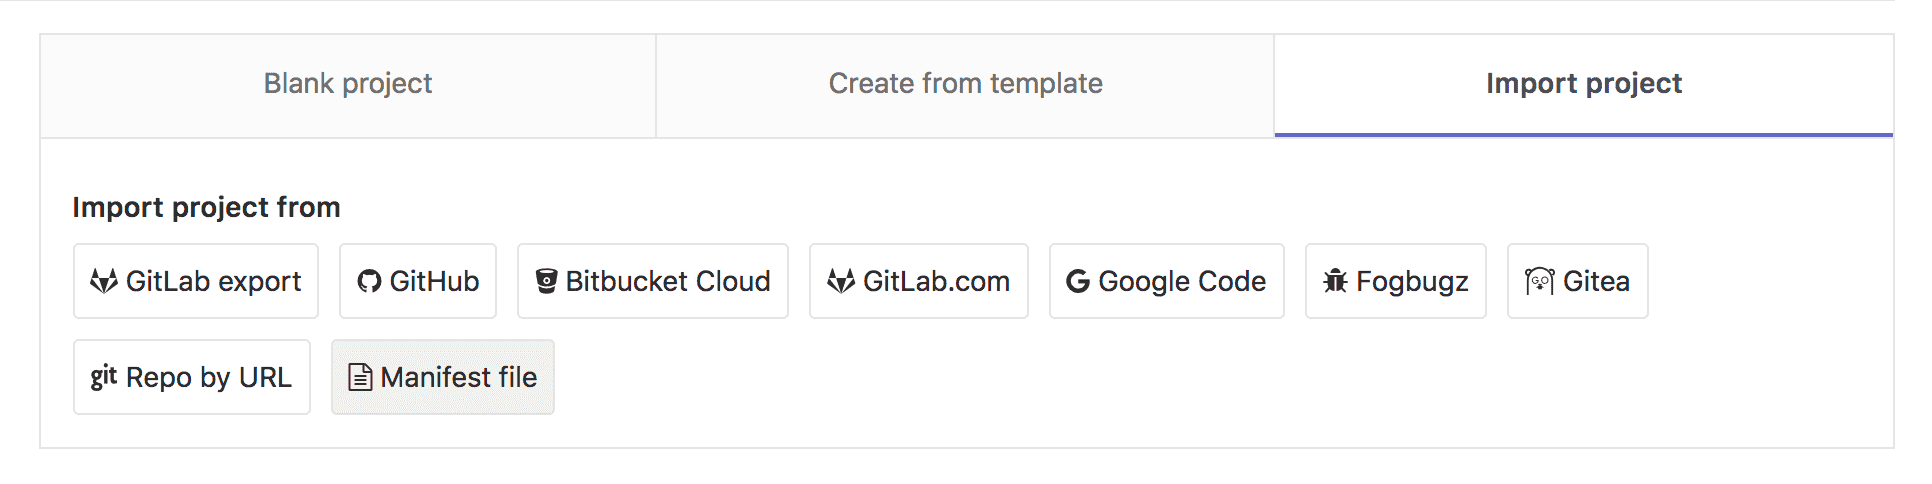 Blank project Create from template Import project
Import project from
GitLab export GitHub Bitbucket Cloud GitLab.com Google Code Fogbugz Gitea
git Repo by URL Manifest file